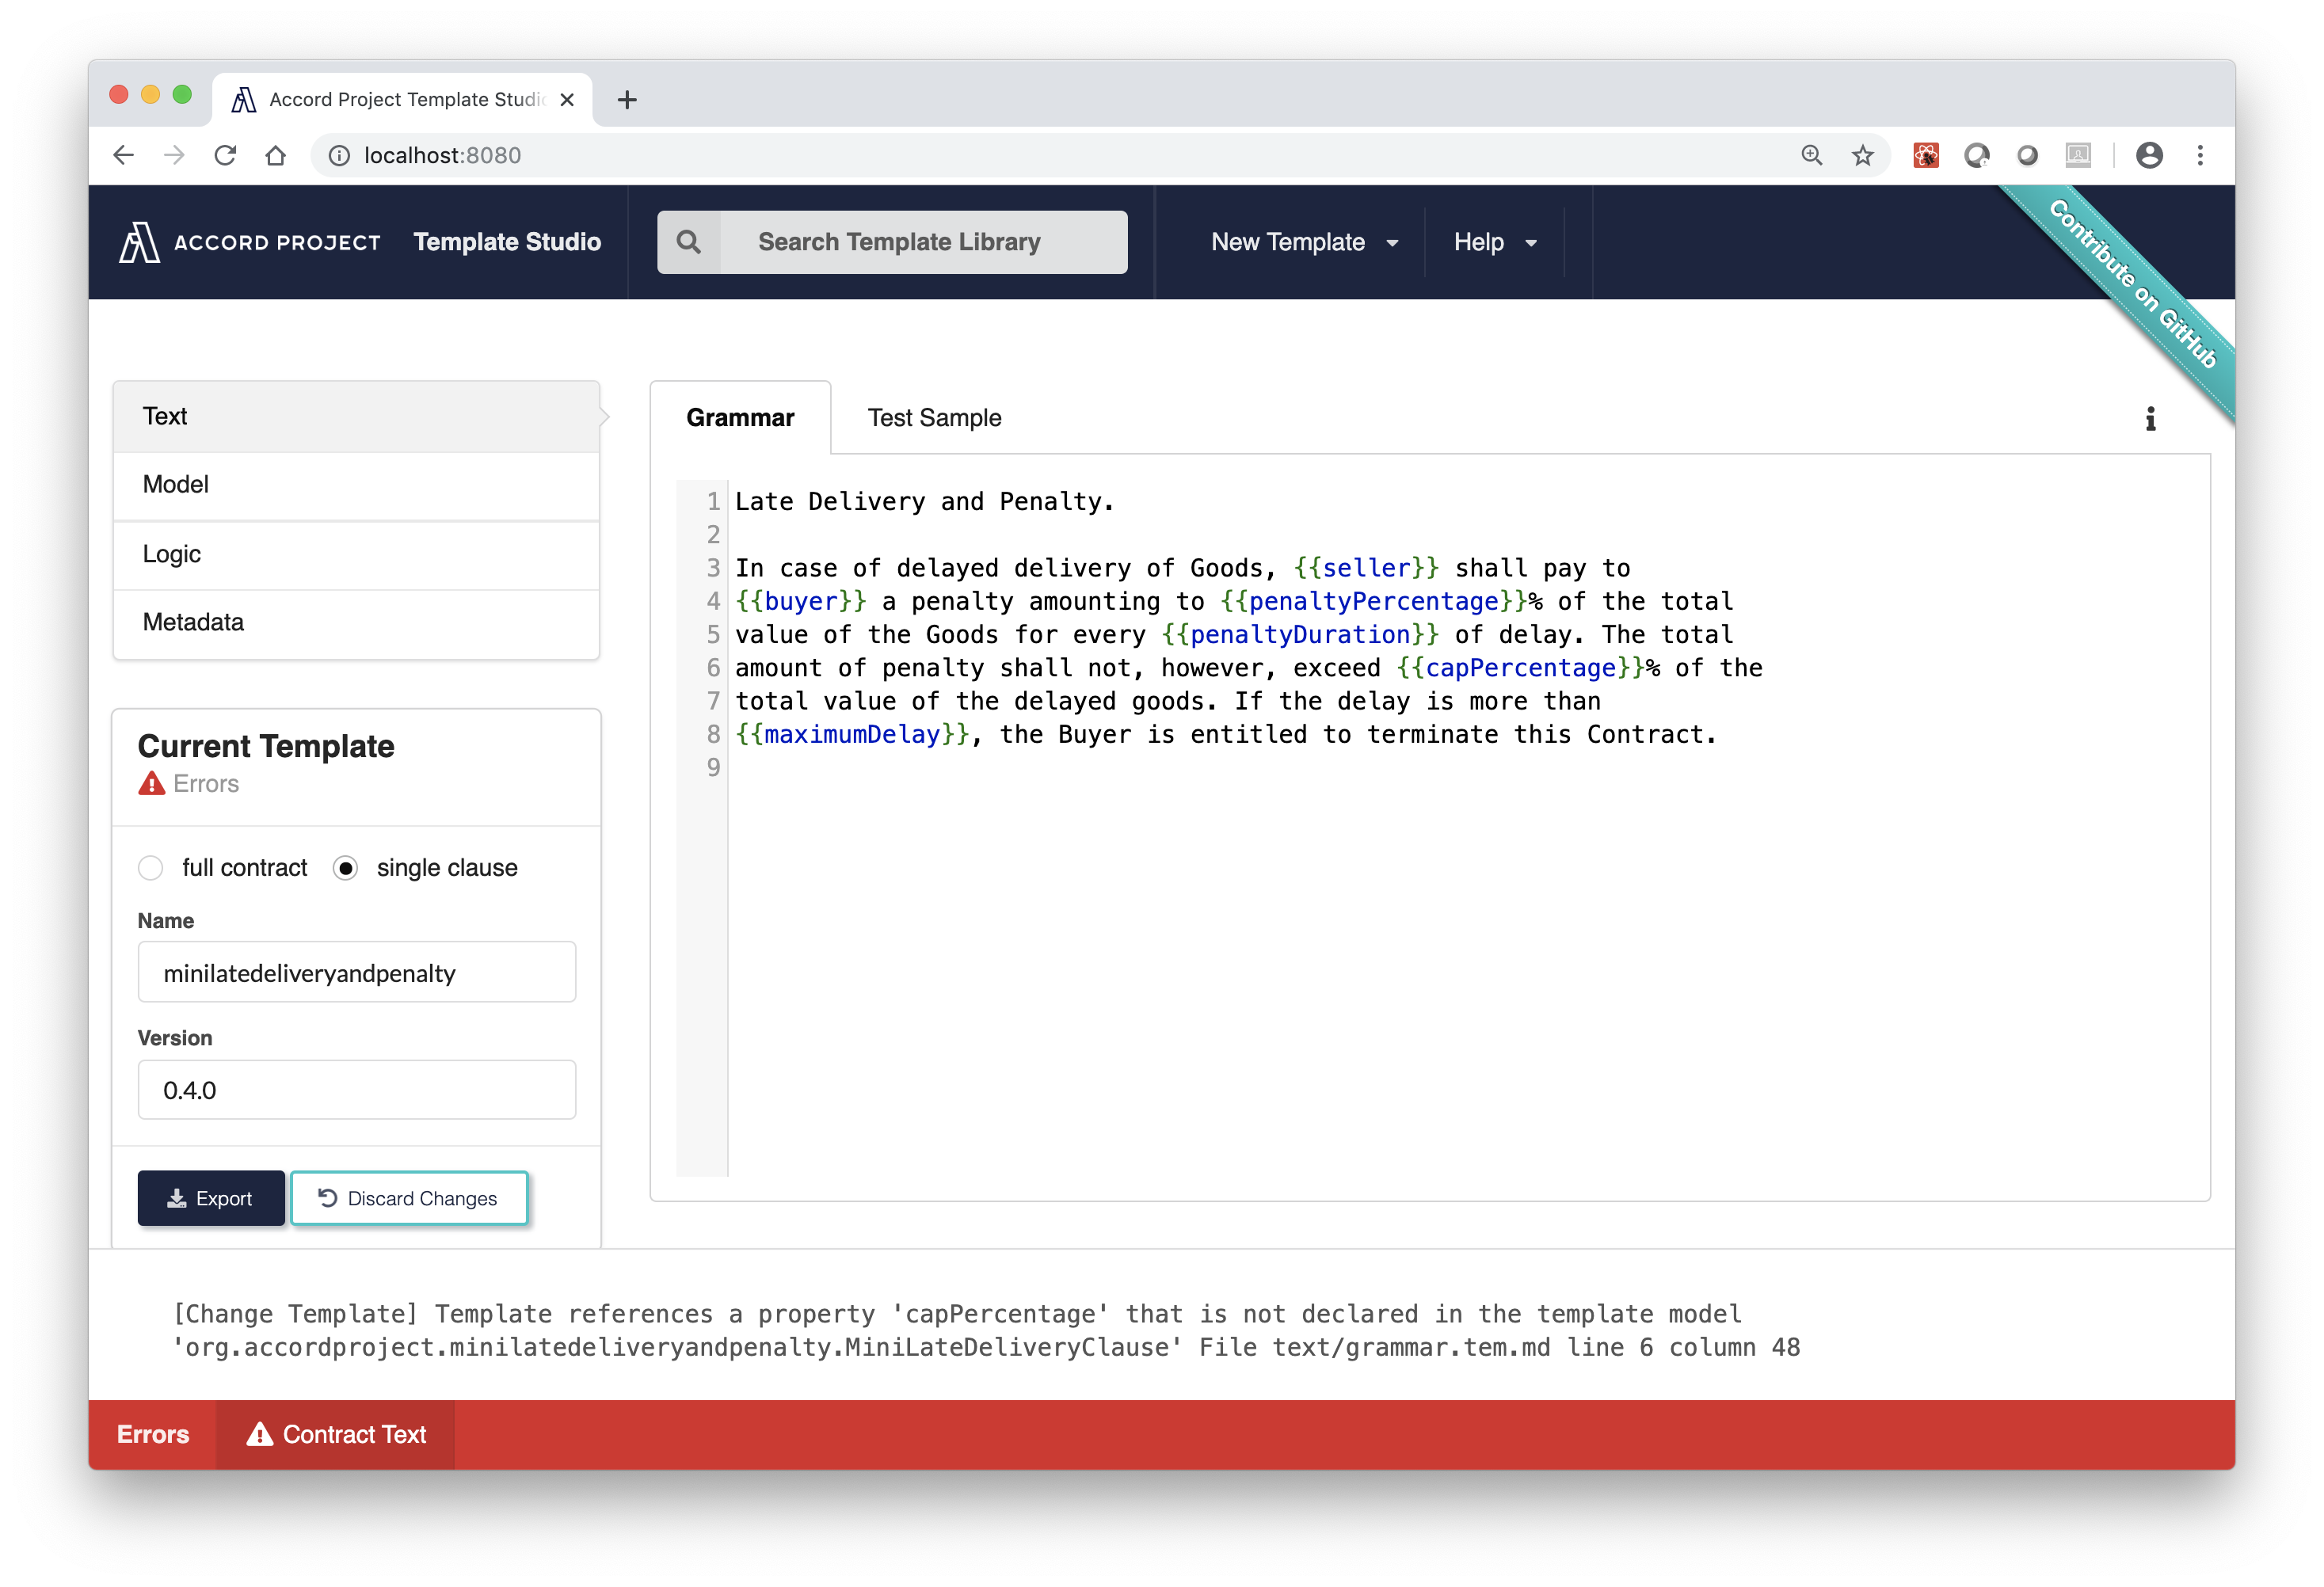 Accord Project Template Studi
localhost:8080
ACCORD PROJECT Template Studio
Search Template Library
New Template
Help
Contribute on GitHub
Text
Model
Logic
Metadata
Current Template
Errors
full contract single clause
Name
minilatedeliveryandpenalty
Version
0.4.0
Export Discard Changes
Grammar Test Sample
1 Late Delivery and Penalty.
2
3 In case of delayed delivery of Goods, {{seller}} shall pay to
4 {{buyer}} a penalty amounting to {{penaltyPercentage}}% of the total
5 value of the Goods for every {{penaltyDuration}} of delay. The total
6 amount of penalty shall not, however, exceed {{capPercentage}}% of the
7 total value of the delayed goods. If the delay is more than
8 {{maximumDelay}}, the Buyer is entitled to terminate this Contract.
9
[Change Template] Template references a property 'capPercentage' that is not declared in the template model
'org.accordproject.minilatedeliveryandpenalty.MiniLateDeliveryClause' File text/grammar.tem.md line 6 column 48
Errors Contract Text